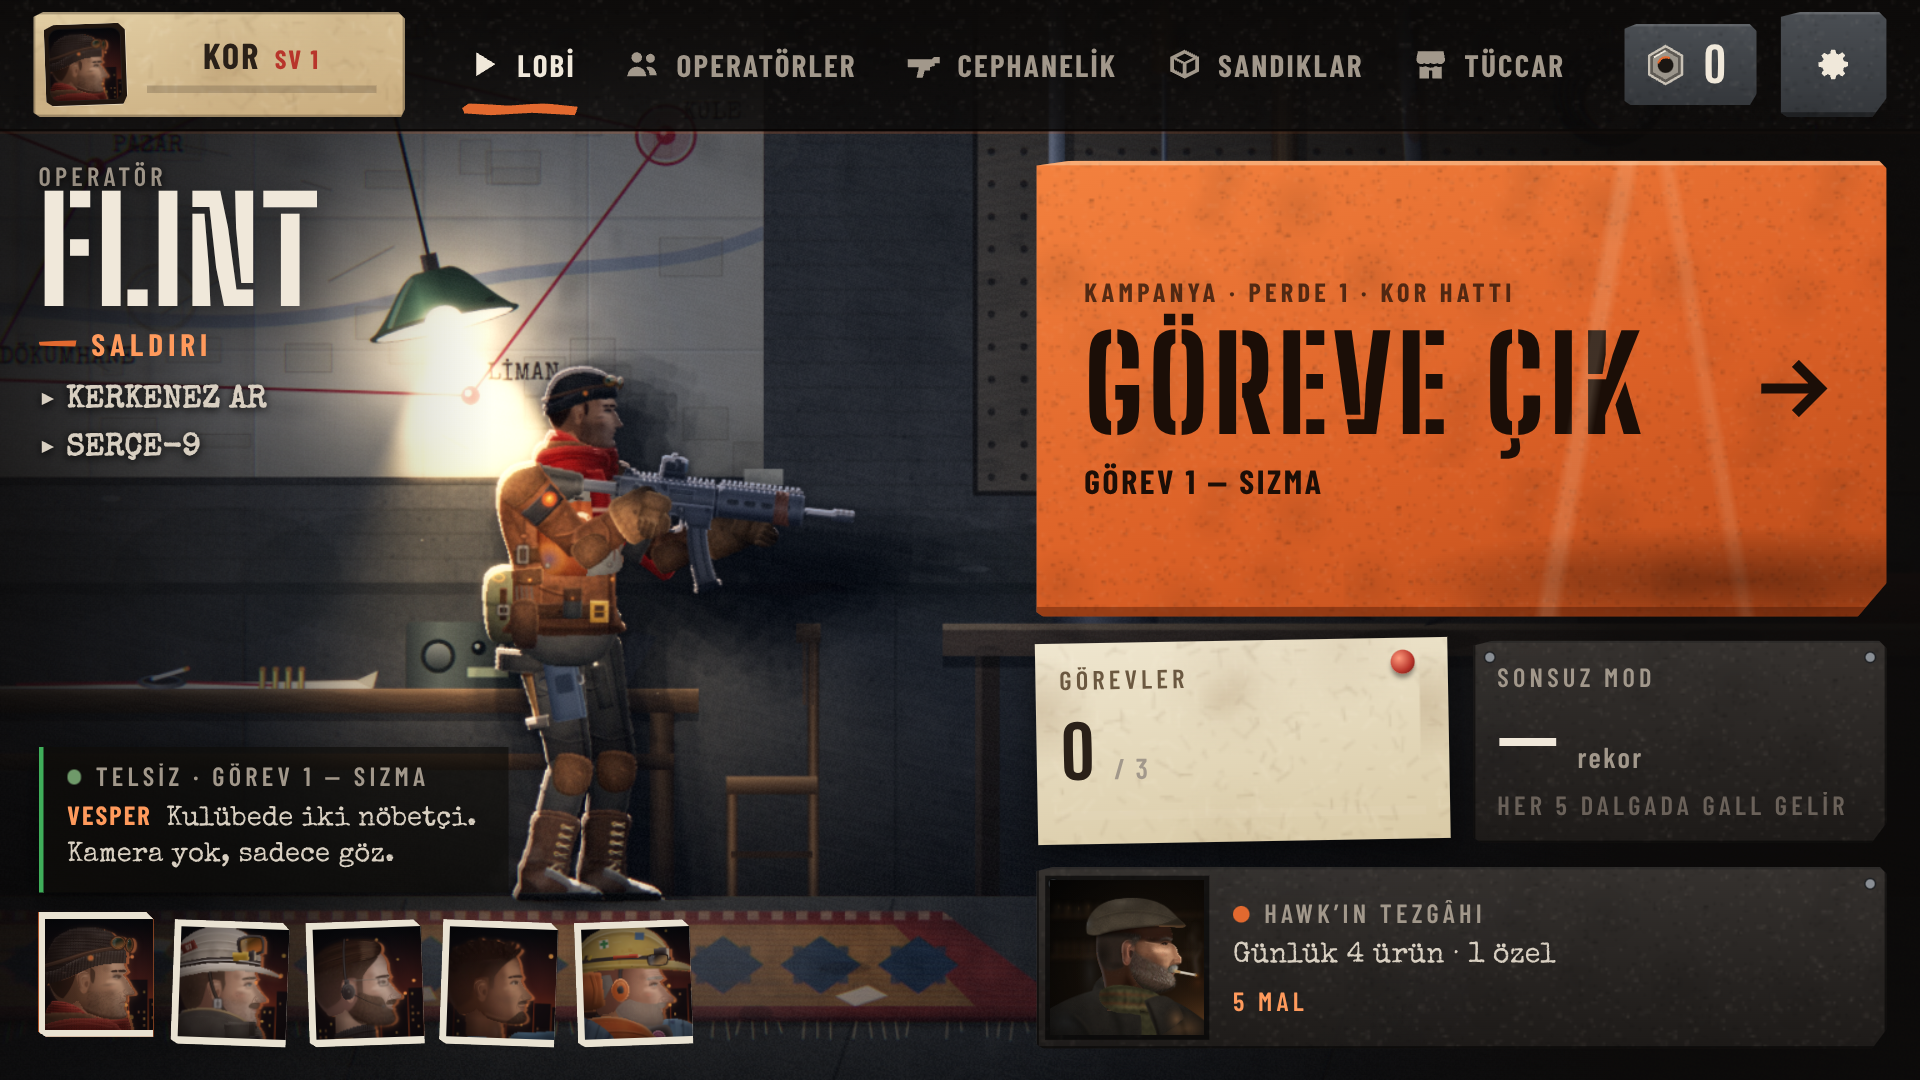 KOR SV 1
LOBİ
OPERATÖRLER
CEPHANELİK
SANDIKLAR
TÜCCAR
0
PAZAR
OPERATÖR
FLINT
SALDIRI
KERKENEZ AR
SERÇE-9
LİMAN
KAMPANYA · PERDE 1 · KOR HATTI
GÖREVE ÇIK
GÖREV 1 — SIZMA
GÖREVLER
0 / 3
SONSUZ MOD
— rekor
HER 5 DALGADA GALL GELİR
TELSİZ · GÖREV 1 — SIZMA
VESPER Kulübede iki nöbetçi.
Kamera yok, sadece göz.
HAWK'IN TEZGÂHI
Günlük 4 ürün · 1 özel
5 MAL